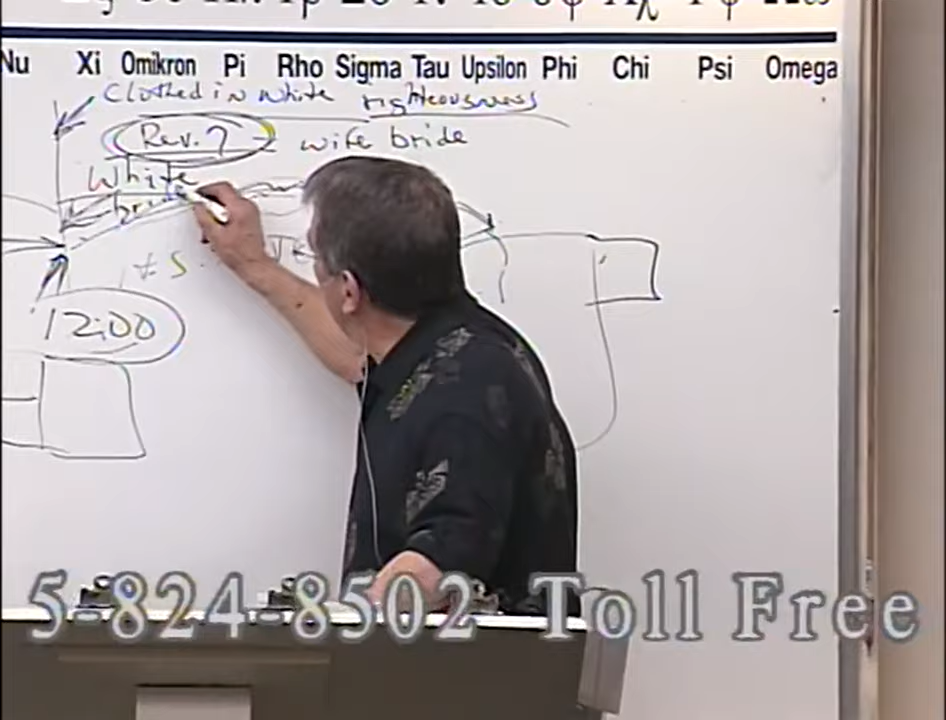 Nu Xi Omikron Pi Rho Sigma Tau Upsilon Phi Chi Psi Omega
Clothed in white righteousness
Rev. 7 - wife bride
White
bride
≠ S
12:00
5-824-8502 Toll Free